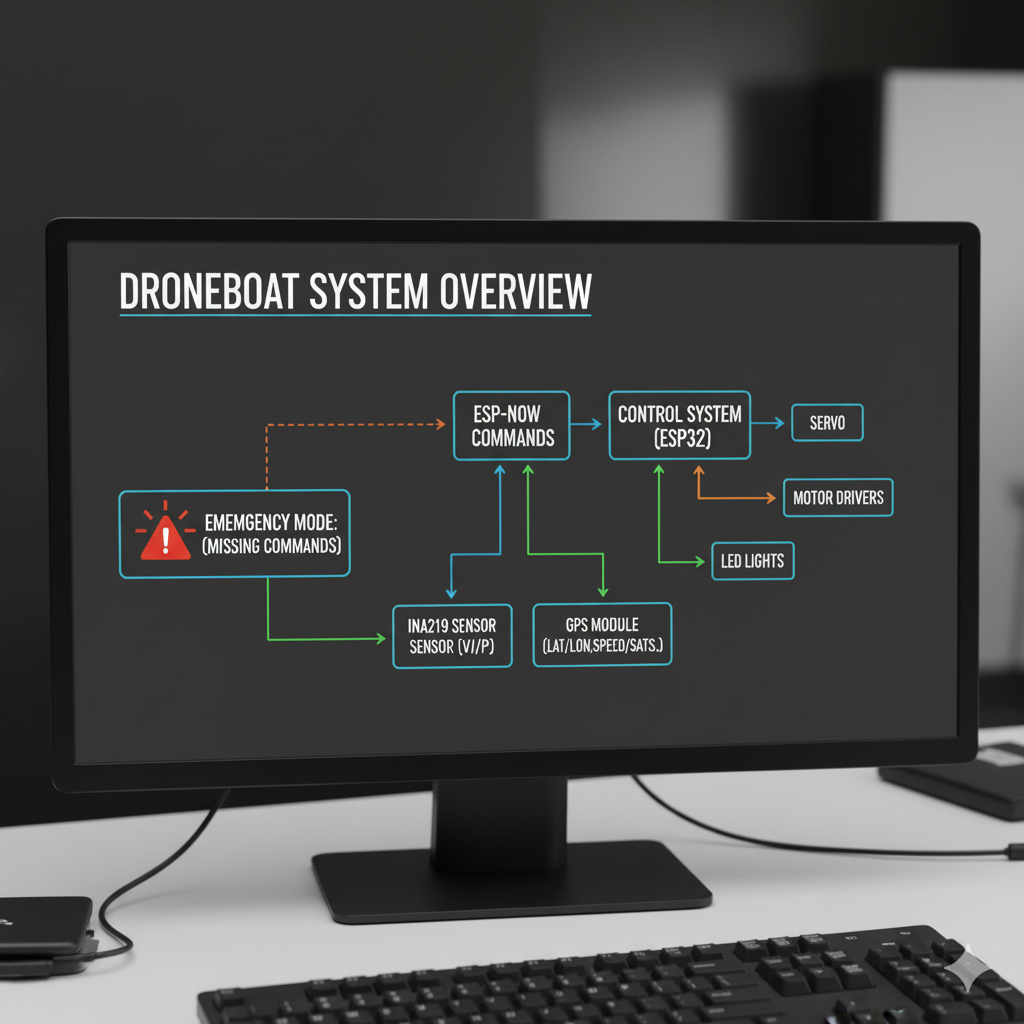 DRONEBOAT SYSTEM OVERVIEW
ESP-NOW
COMMANDS
CONTROL SYSTEM
(ESP32)
SERVO
MOTOR DRIVERS
EMEMGENCY MODE:
(MISSING COMMANDS)
!
LED LIGHTS
INA219 SENSOR
SENSOR (V/I/P)
GPS MODULE
(LAT/LON,SPEED/SATS.)